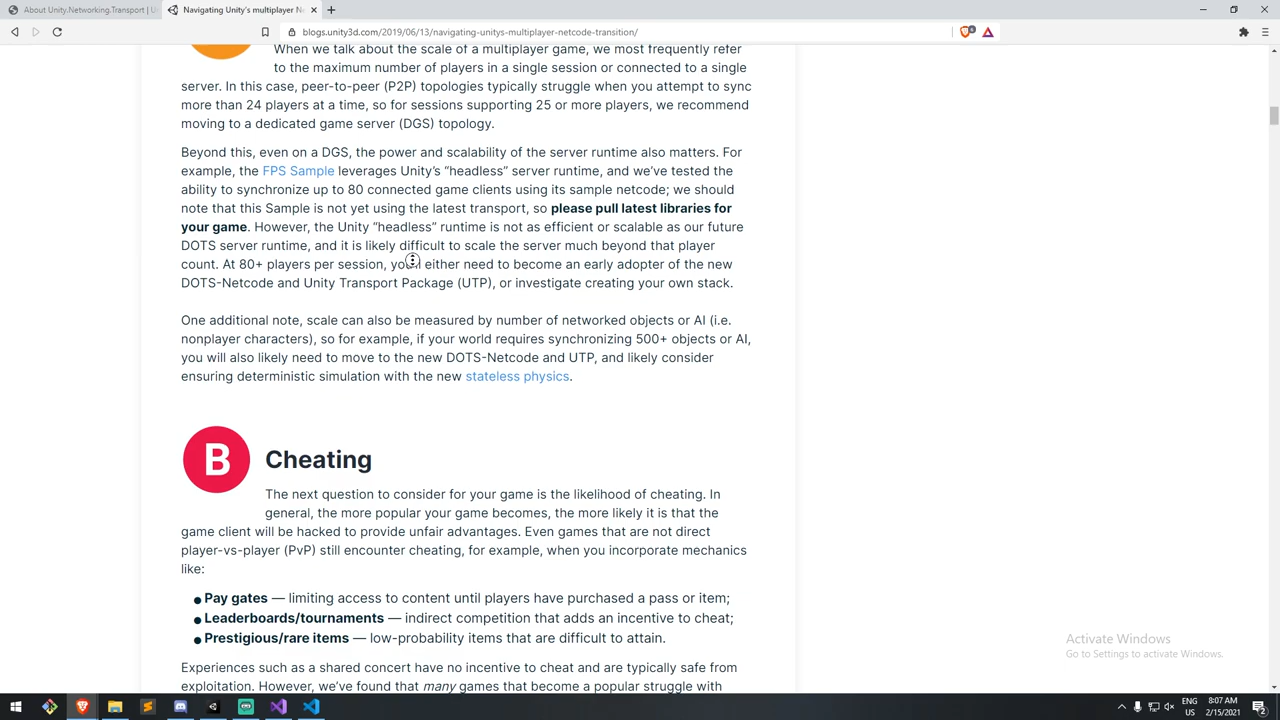 About Unity.Networking.Transport | U
Navigating Unity's multiplayer N
blogs.unity3d.com/2019/06/13/navigating-unitys-multiplayer-netcode-transition/
When we talk about the scale of a multiplayer game, we most frequently refer
to the maximum number of players in a single session or connected to a single
server. In this case, peer-to-peer (P2P) topologies typically struggle when you attempt to sync
more than 24 players at a time, so for sessions supporting 25 or more players, we recommend
moving to a dedicated game server (DGS) topology.
Beyond this, even on a DGS, the power and scalability of the server runtime also matters. For
example, the FPS Sample leverages Unity's “headless” server runtime, and we've tested the
ability to synchronize up to 80 connected game clients using its sample netcode; we should
note that this Sample is not yet using the latest transport, so please pull latest libraries for
your game. However, the Unity “headless” runtime is not as efficient or scalable as our future
DOTS server runtime, and it is likely difficult to scale the server much beyond that player
count. At 80+ players per session, you'll either need to become an early adopter of the new
DOTS-Netcode and Unity Transport Package (UTP), or investigate creating your own stack.
One additional note, scale can also be measured by number of networked objects or AI (i.e.
nonplayer characters), so for example, if your world requires synchronizing 500+ objects or AI,
you will also likely need to move to the new DOTS-Netcode and UTP, and likely consider
ensuring deterministic simulation with the new stateless physics.
B
Cheating
The next question to consider for your game is the likelihood of cheating. In
general, the more popular your game becomes, the more likely it is that the
game client will be hacked to provide unfair advantages. Even games that are not direct
player-vs-player (PvP) still encounter cheating, for example, when you incorporate mechanics
like:
● Pay gates — limiting access to content until players have purchased a pass or item;
● Leaderboards/tournaments — indirect competition that adds an incentive to cheat;
● Prestigious/rare items — low-probability items that are difficult to attain.
Experiences such as a shared concert have no incentive to cheat and are typically safe from
exploitation. However, we've found that many games that become a popular struggle with
Activate Windows
Go to Settings to activate Windows.
ENG
US
8:07 AM
2/15/2021
2